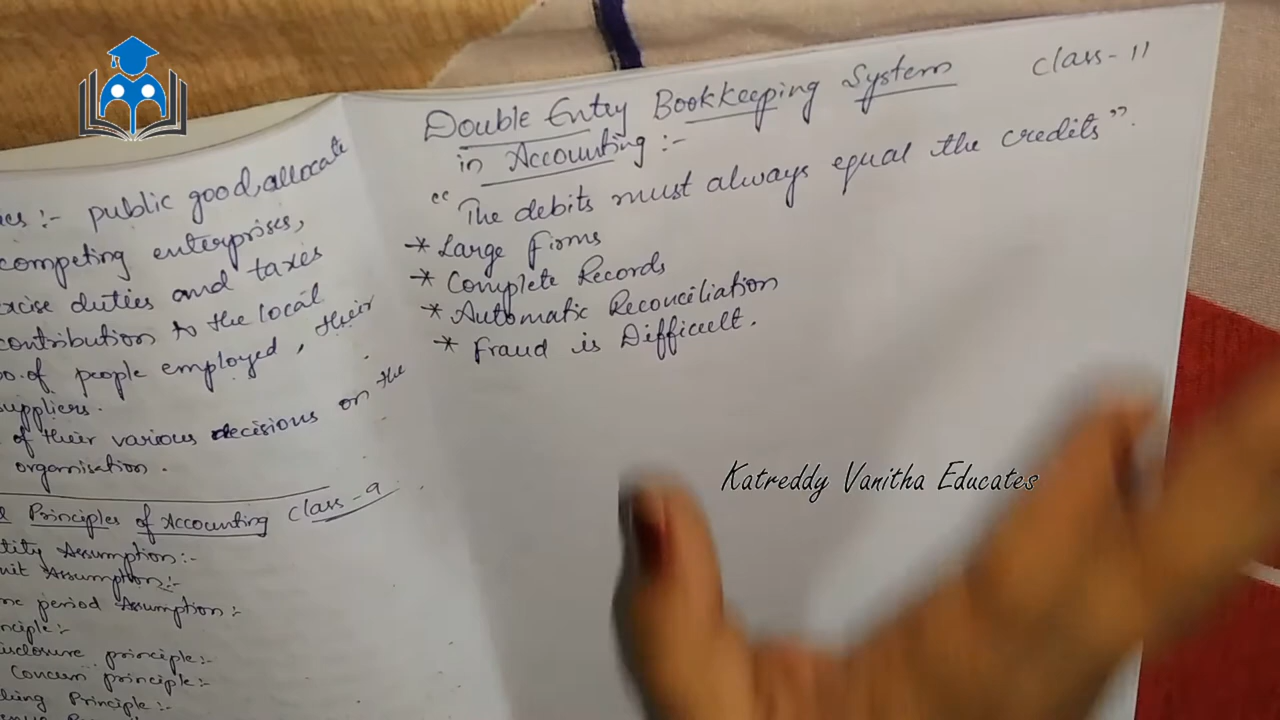 Double Entry Bookkeeping System class-11
in Accounting :-
"The debits must always equal the credits".
* Large firms
* Complete Records
* Automatic Reconciliation
* Fraud is Difficult.
:- public good, allocate
competing enterprises,
duties and taxes
contribution to the local
of people employed, their
suppliers.
of their various decisions on the
organisation.
Principles of Accounting class-9
Assumption:-
Assumption:-
period Assumption:-
principle:-
Concern principle:-
Principle:-
Katreddy Vanitha Educates